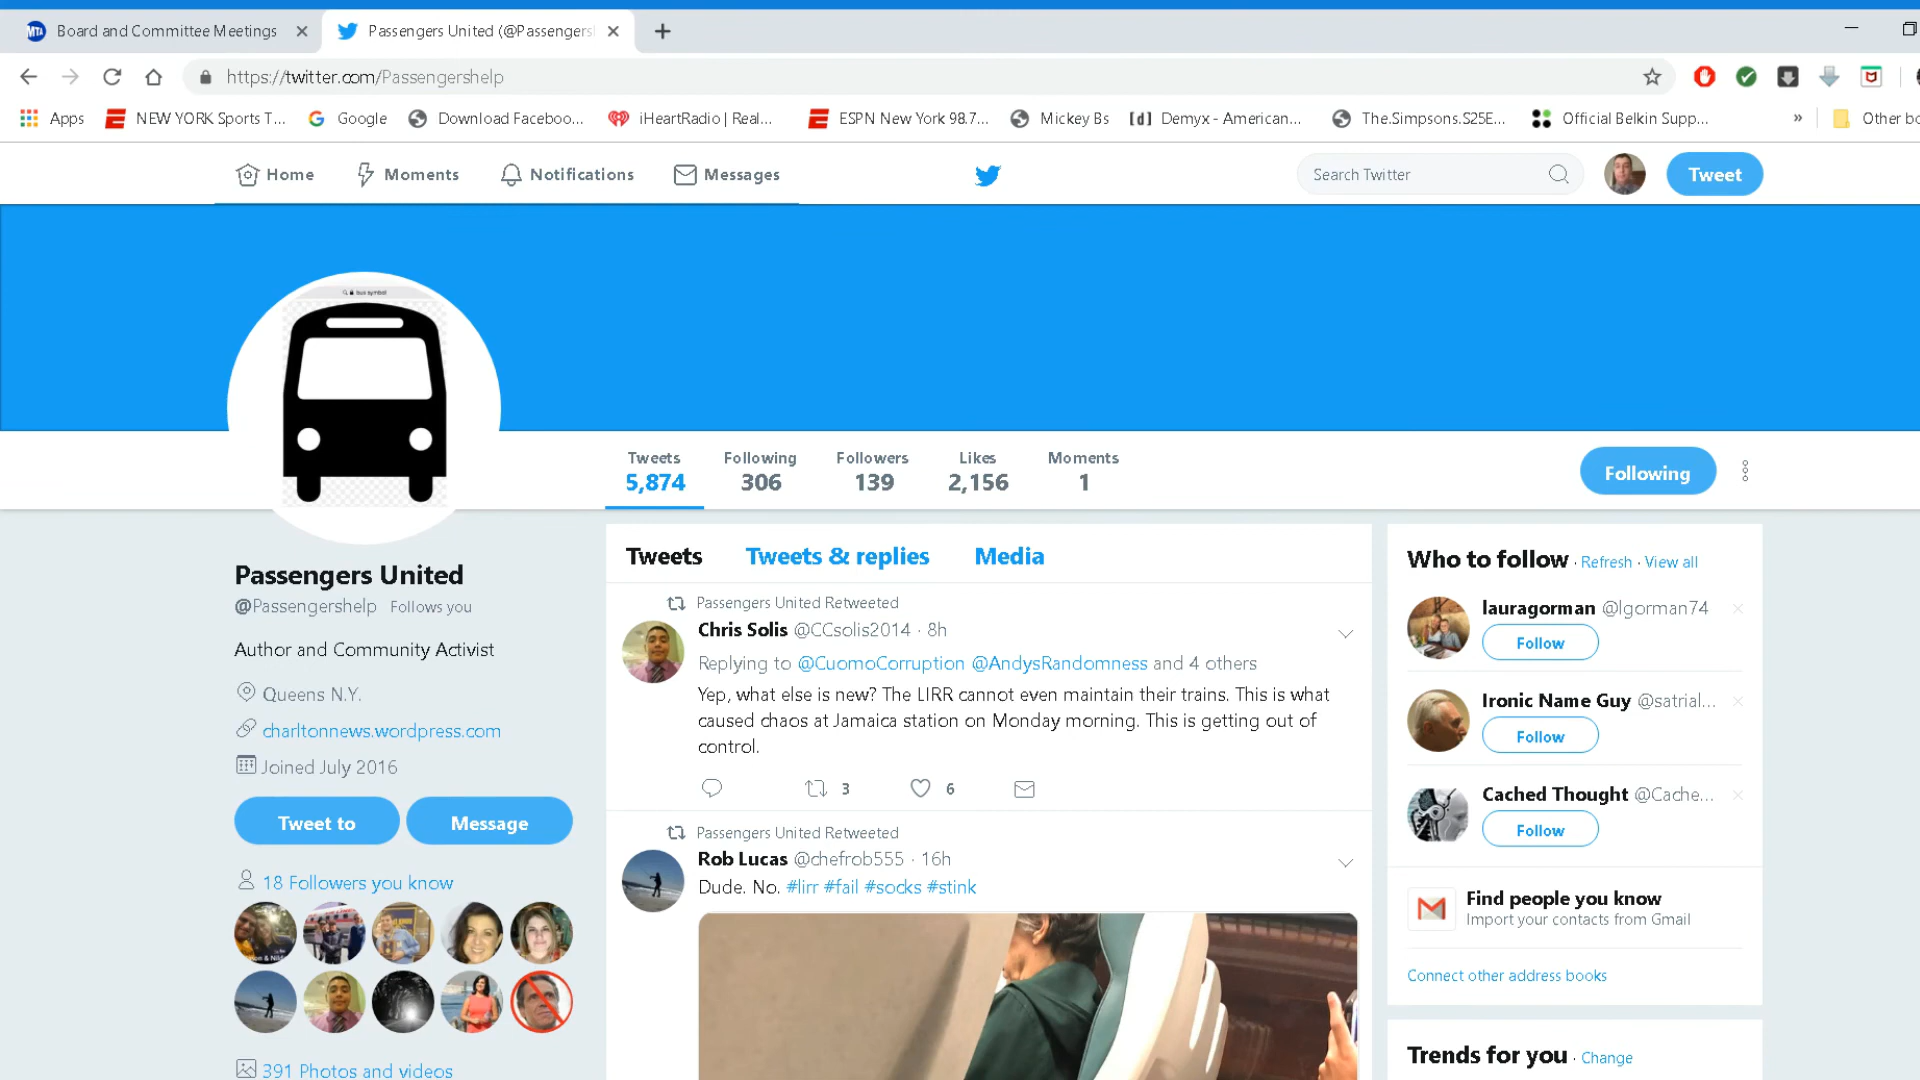 MTA Board and Committee Meetings
Passengers United (@Passengers
https://twitter.com/Passengershelp
Apps NEW YORK Sports T... Google Download Faceboo... iHeartRadio | Real... ESPN New York 98.7... Mickey Bs [d] Demyx - American... The.Simpsons.S25E... Official Belkin Supp... » Other bo
Home Moments Notifications Messages Search Twitter Tweet
bus symbol
Tweets Following Followers Likes Moments
5,874 306 139 2,156 1
Following
Passengers United
@Passengershelp Follows you
Author and Community Activist
Queens N.Y.
charltonnews.wordpress.com
Joined July 2016
Tweet to Message
18 Followers you know
391 Photos and videos
Tweets Tweets & replies Media
Passengers United Retweeted
Chris Solis @CCsolis2014 · 8h
Replying to @CuomoCorruption @AndysRandomness and 4 others
Yep, what else is new? The LIRR cannot even maintain their trains. This is what
caused chaos at Jamaica station on Monday morning. This is getting out of
control.
3 6
Passengers United Retweeted
Rob Lucas @chefrob555 · 16h
Dude. No. #lirr #fail #socks #stink
Who to follow · Refresh · View all
lauragorman @lgorman74
Follow
Ironic Name Guy @satrial...
Follow
Cached Thought @Cache...
Follow
Find people you know
Import your contacts from Gmail
Connect other address books
Trends for you · Change